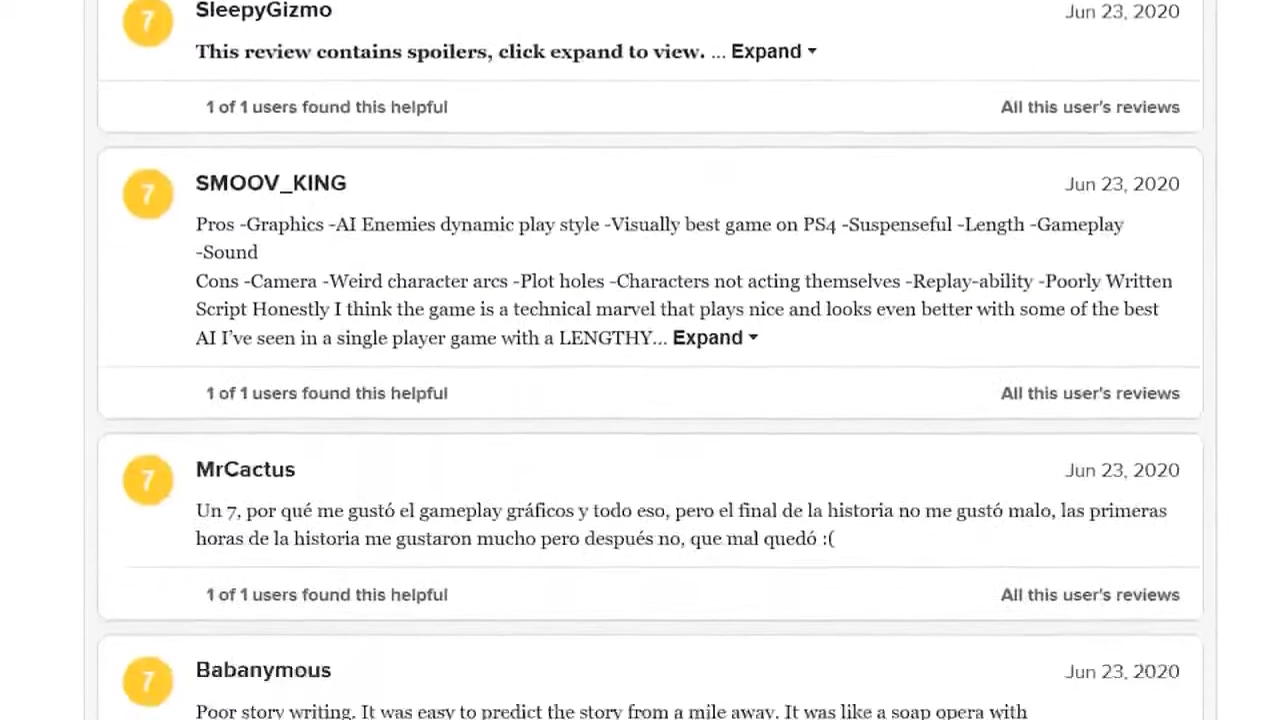 7 SleepyGizmo Jun 23, 2020
This review contains spoilers, click expand to view. ... Expand
1 of 1 users found this helpful All this user's reviews
7 SMOOV_KING Jun 23, 2020
Pros -Graphics -AI Enemies dynamic play style -Visually best game on PS4 -Suspenseful -Length -Gameplay
-Sound
Cons -Camera -Weird character arcs -Plot holes -Characters not acting themselves -Replay-ability -Poorly Written
Script Honestly I think the game is a technical marvel that plays nice and looks even better with some of the best
AI I’ve seen in a single player game with a LENGTHY... Expand
1 of 1 users found this helpful All this user's reviews
7 MrCactus Jun 23, 2020
Un 7, por qué me gustó el gameplay gráficos y todo eso, pero el final de la historia no me gustó malo, las primeras
horas de la historia me gustaron mucho pero después no, que mal quedó :(
1 of 1 users found this helpful All this user's reviews
7 Babanymous Jun 23, 2020
Poor story writing. It was easy to predict the story from a mile away. It was like a soap opera with